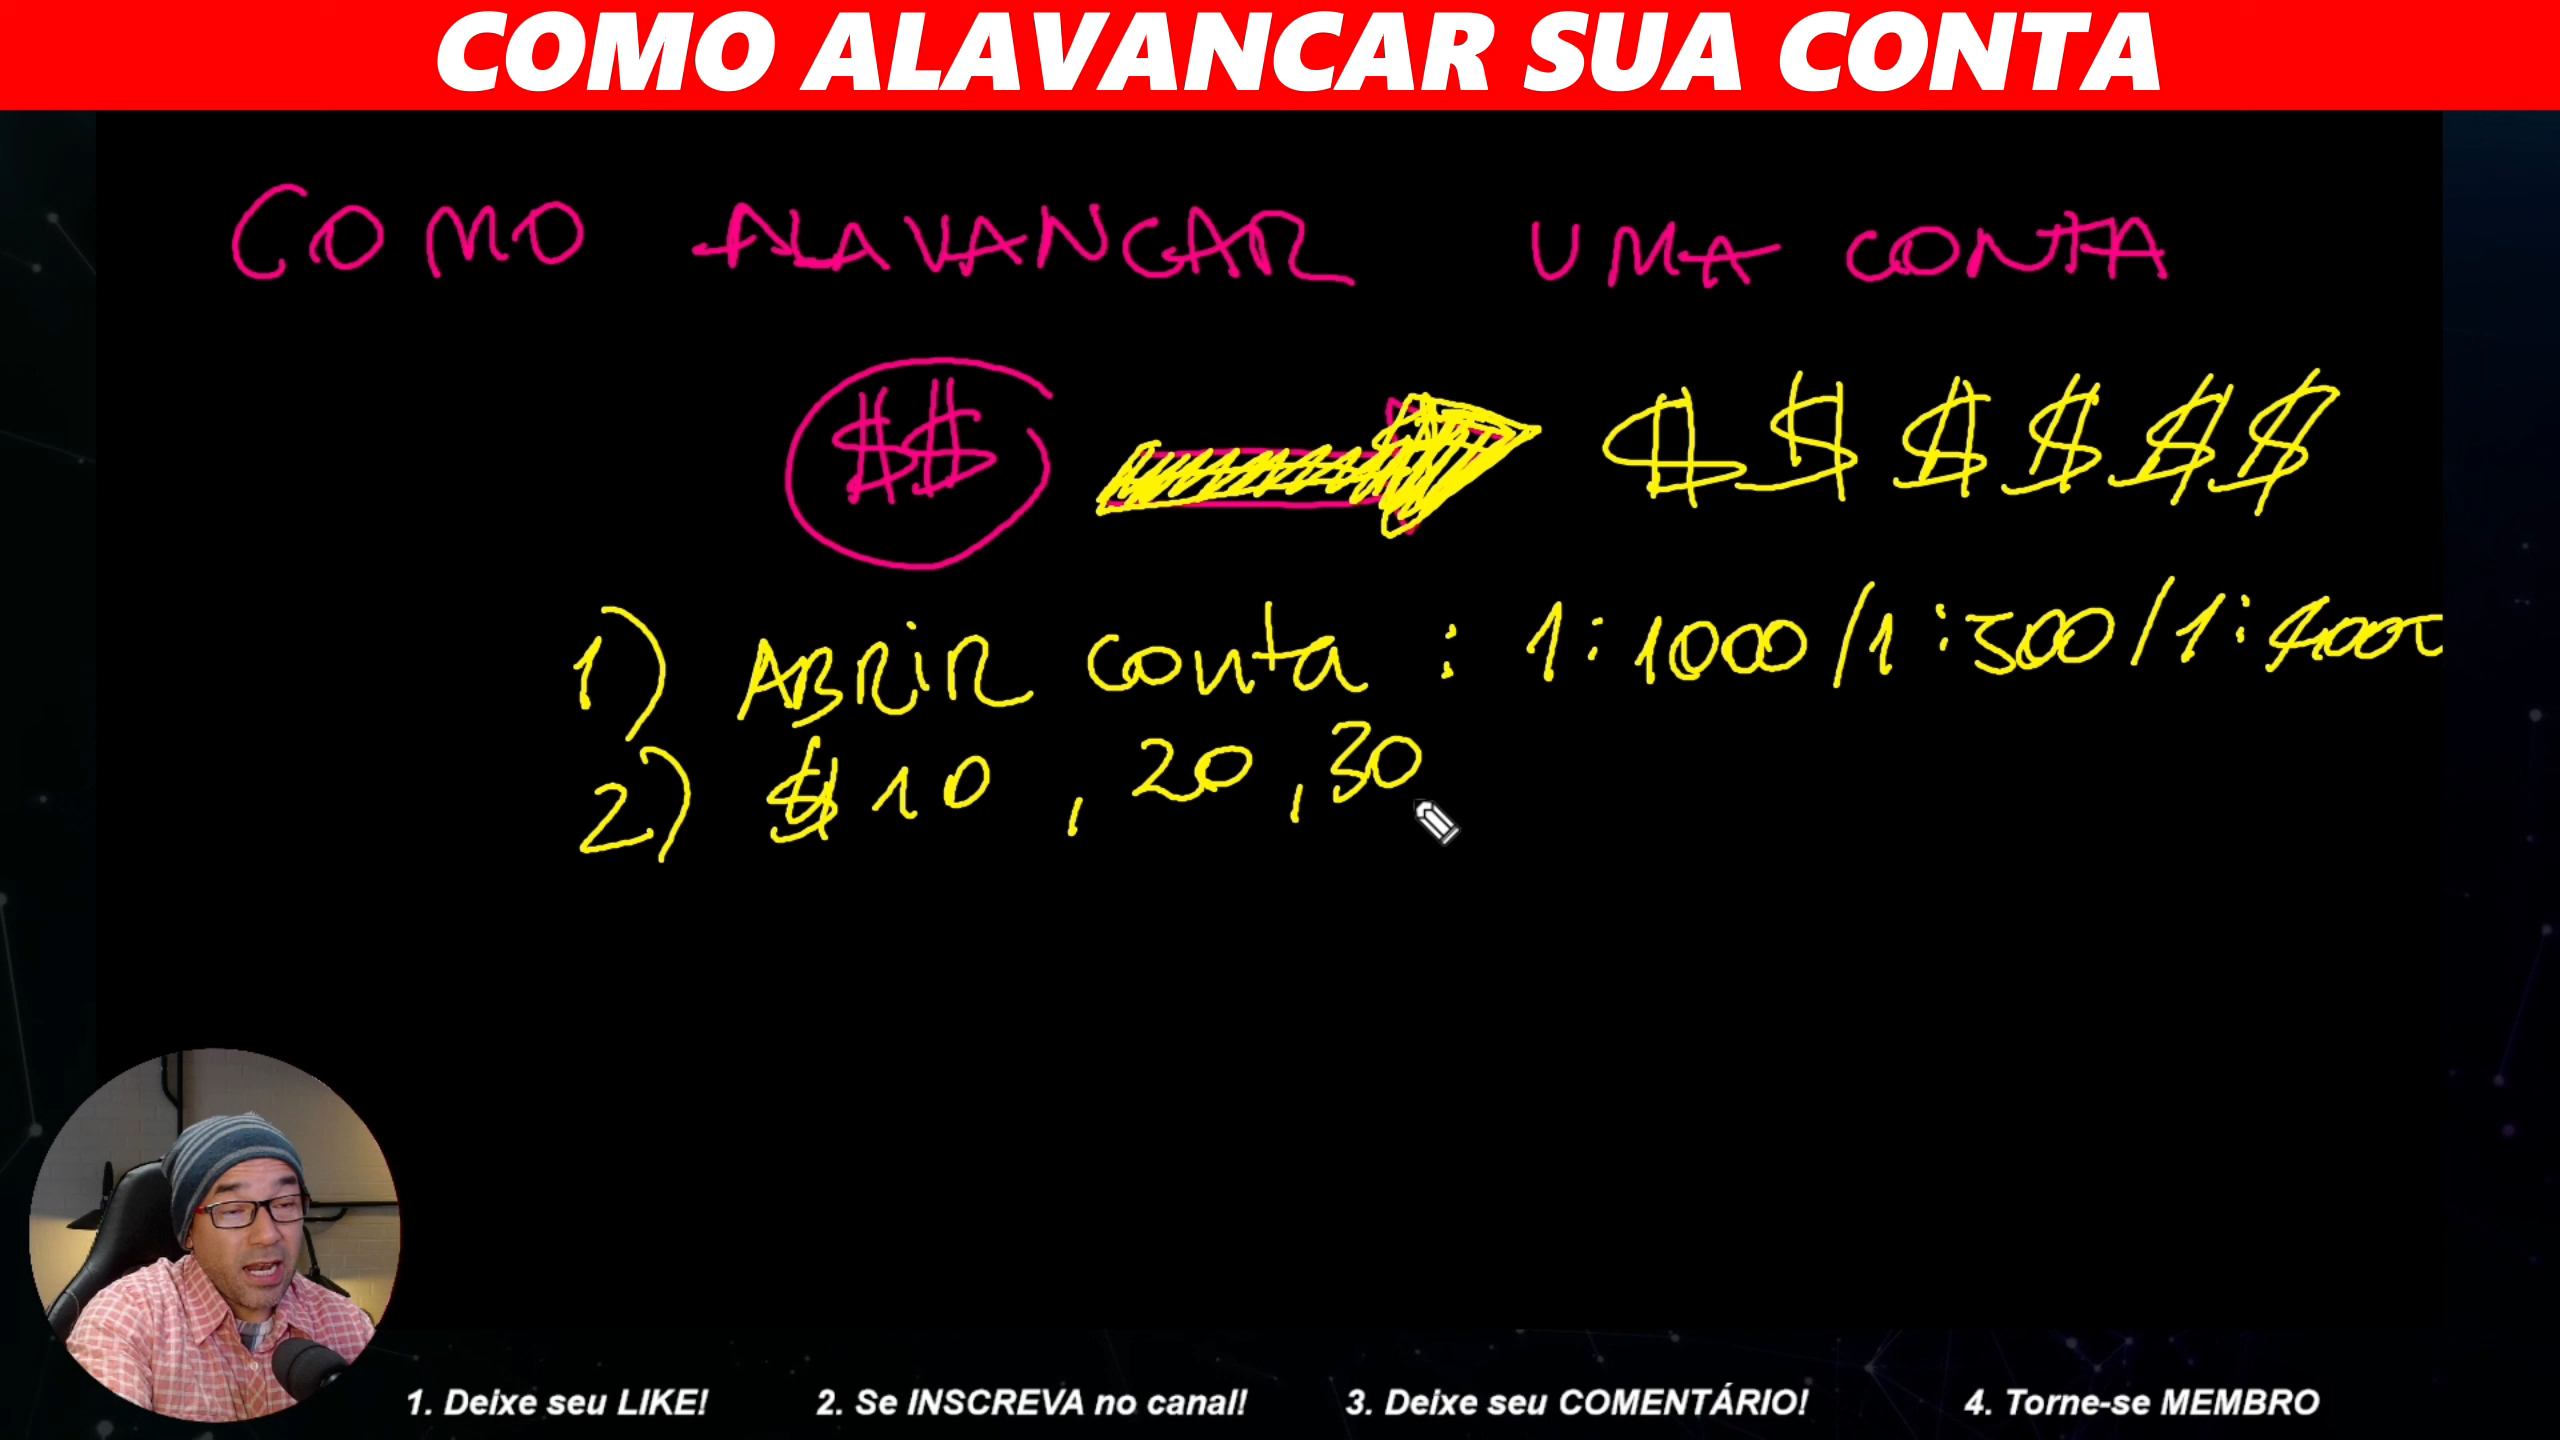 COMO ALAVANCAR SUA CONTA
COMO ALAVANCAR UMA CONTA
$$ $ $ $ $ $ $
1) ABRIR conta : 1:1000/1:500/1:
2) $10, 20, 30
1. Deixe seu LIKE! 2. Se INSCREVA no canal! 3. Deixe seu COMENTÁRIO! 4. Torne-se MEMBRO